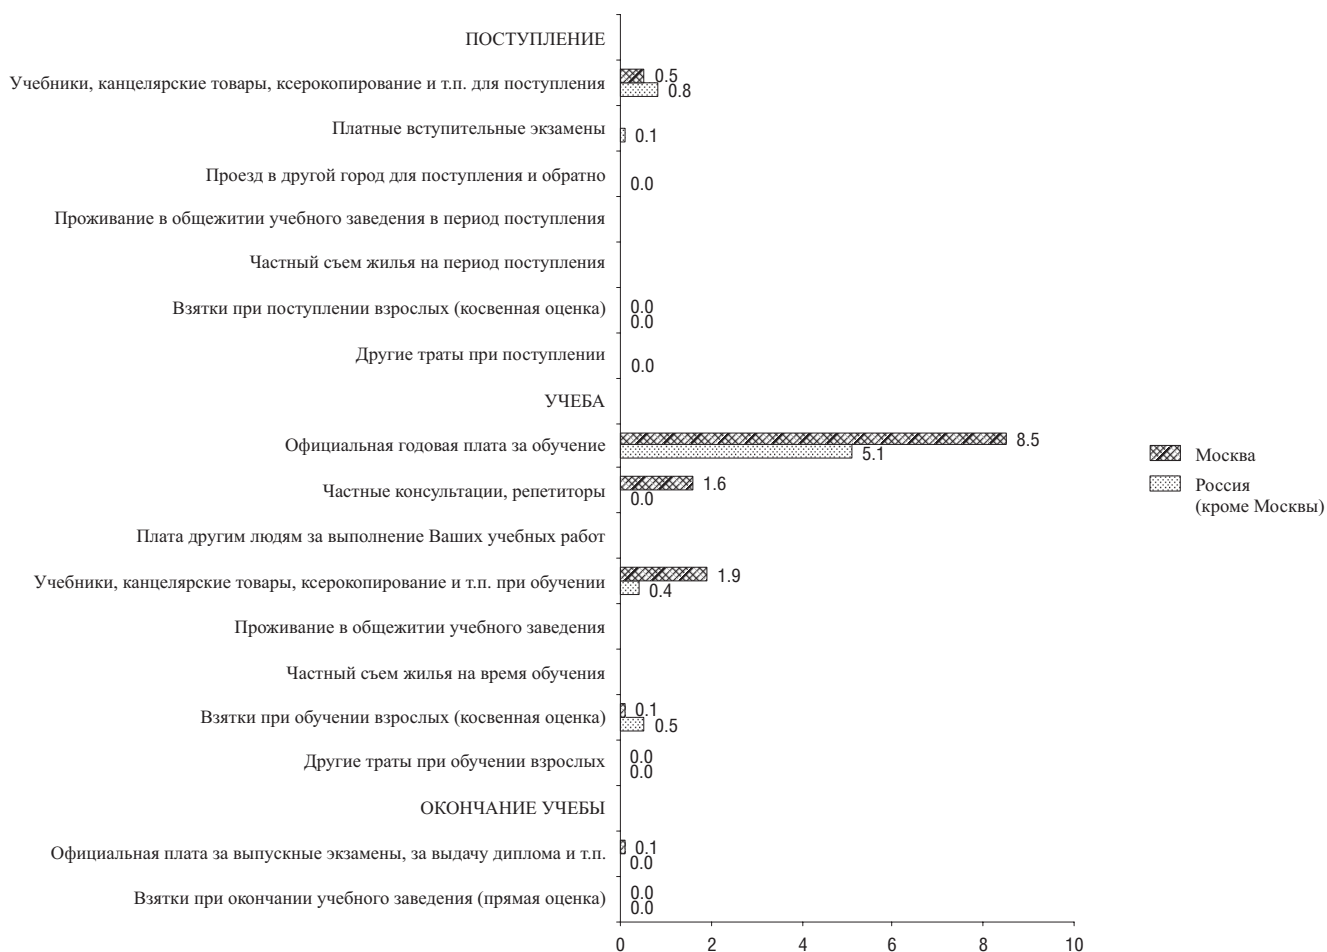 ПОСТУПЛЕНИЕ
Учебники, канцелярские товары, ксерокопирование и т.п. для поступления
0.5
0.8
Платные вступительные экзамены
0.1
Проезд в другой город для поступления и обратно
0.0
Проживание в общежитии учебного заведения в период поступления
Частный съем жилья на период поступления
Взятки при поступлении взрослых (косвенная оценка)
0.0
0.0
Другие траты при поступлении
0.0
УЧЕБА
Официальная годовая плата за обучение
8.5
5.1
Частные консультации, репетиторы
1.6
0.0
Плата другим людям за выполнение Ваших учебных работ
Учебники, канцелярские товары, ксерокопирование и т.п. при обучении
1.9
0.4
Проживание в общежитии учебного заведения
Частный съем жилья на время обучения
Взятки при обучении взрослых (косвенная оценка)
0.1
0.5
Другие траты при обучении взрослых
0.0
0.0
ОКОНЧАНИЕ УЧЕБЫ
Официальная плата за выпускные экзамены, за выдачу диплома и т.п.
0.1
0.0
Взятки при окончании учебного заведения (прямая оценка)
0.0
0.0
0 2 4 6 8 10
Москва
Россия
(кроме Москвы)